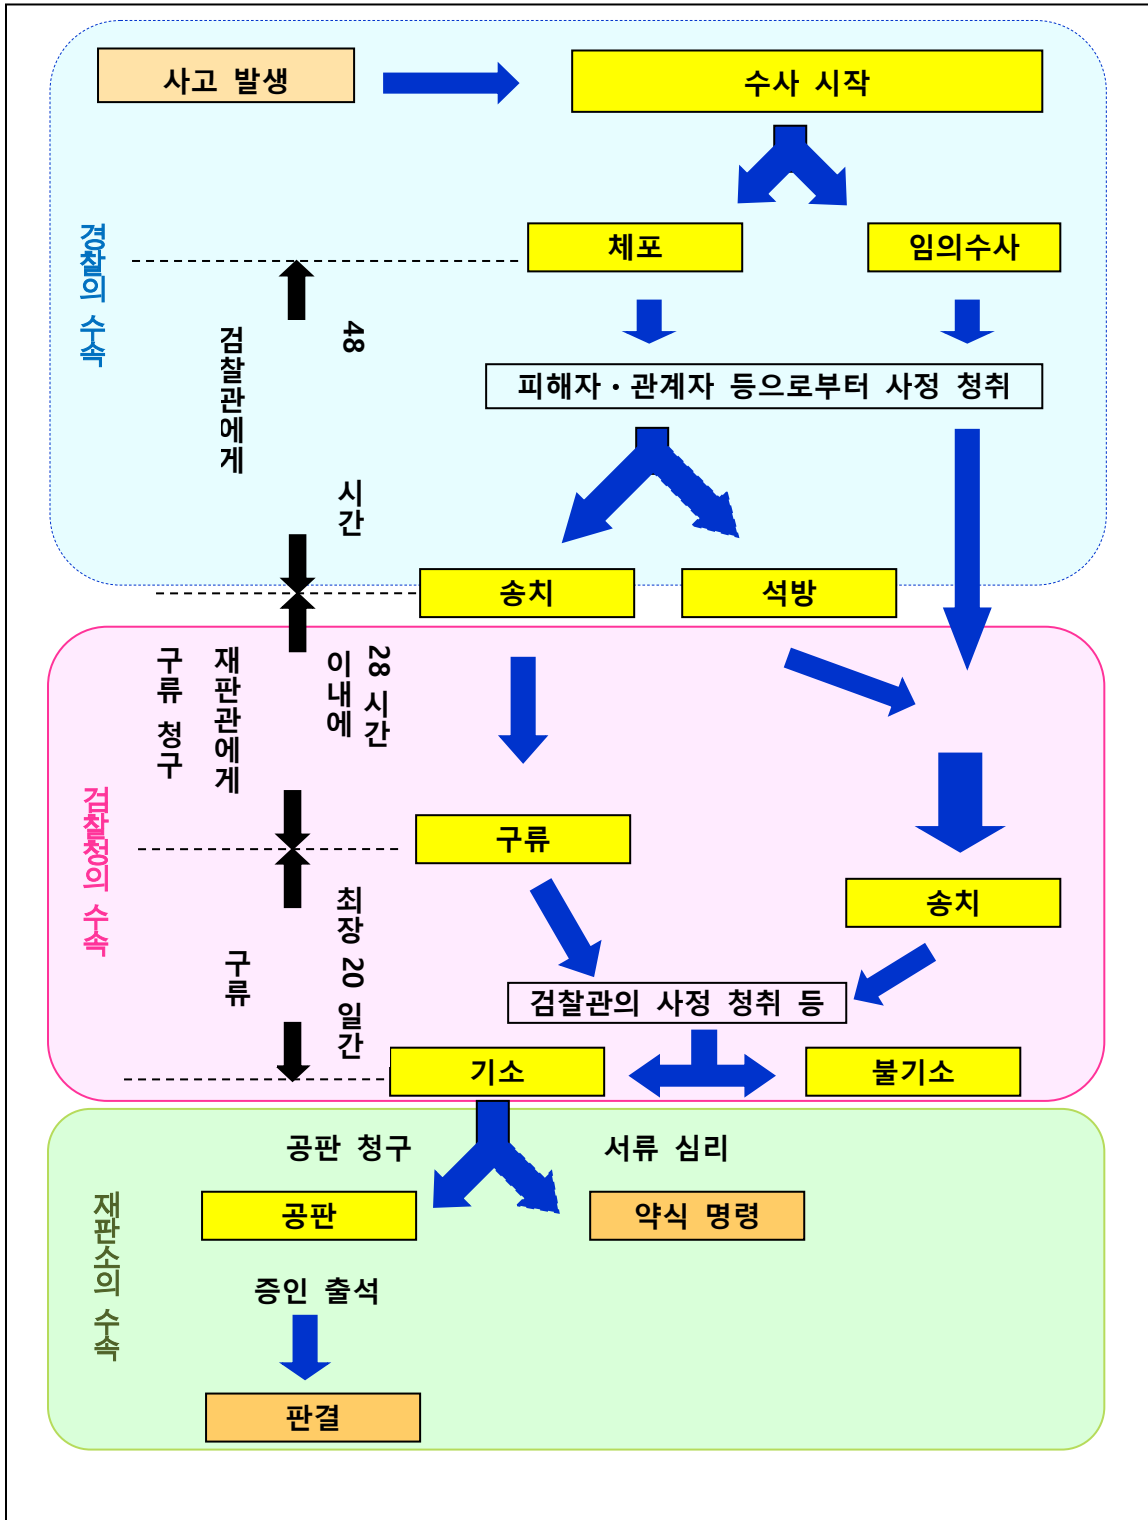 사고 발생
수사 시작
경찰의 수속
체포
임의수사
검찰관에게
48
시간
피해자・관계자 등으로부터 사정 청취
송치
석방
검찰청의 수속
구류 청구
재판관에게
이내에
28 시간
구류
송치
구류
최장 20 일간
검찰관의 사정 청취 등
기소
불기소
재판소의 수속
공판 청구
서류 심리
공판
약식 명령
증인 출석
판결